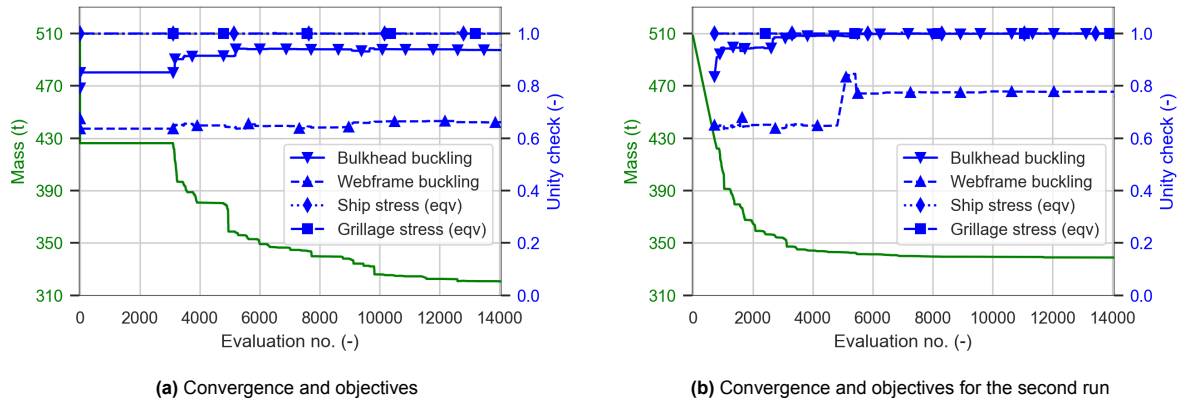 510
470
430
390
350
310
Mass (t)
1.0
0.8
0.6
0.4
0.2
0.0
Unity check (-)
Bulkhead buckling
Webframe buckling
Ship stress (eqv)
Grillage stress (eqv)
0 2000 4000 6000 8000 10000 12000 14000
Evaluation no. (-)
(a) Convergence and objectives
510
470
430
390
350
310
Mass (t)
1.0
0.8
0.6
0.4
0.2
0.0
Unity check (-)
Bulkhead buckling
Webframe buckling
Ship stress (eqv)
Grillage stress (eqv)
0 2000 4000 6000 8000 10000 12000 14000
Evaluation no. (-)
(b) Convergence and objectives for the second run